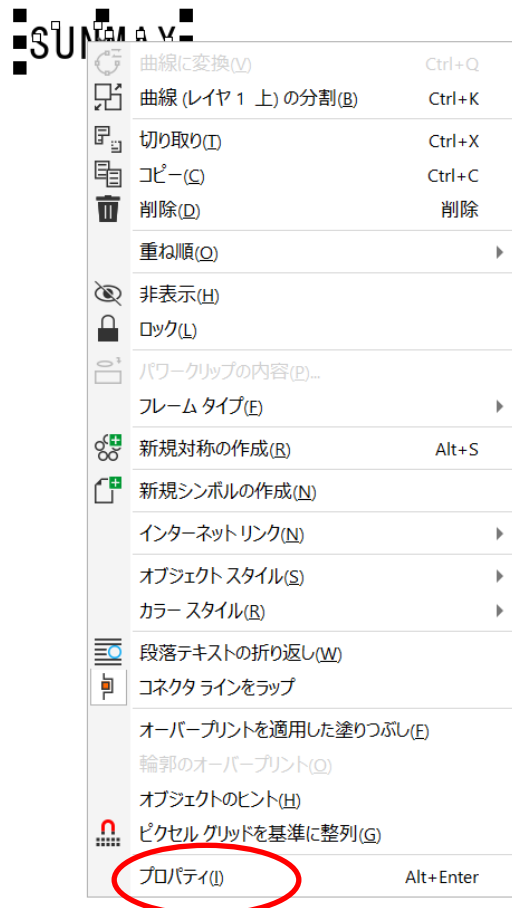 SUNMAX
曲線に変換(V) Ctrl+Q
曲線 (レイヤ 1 上) の分割(B) Ctrl+K
切り取り(T) Ctrl+X
コピー(C) Ctrl+C
削除(D) 削除
重ね順(O)
非表示(H)
ロック(L)
パワークリップの内容(P)...
フレーム タイプ(F)
新規対称の作成(R) Alt+S
新規シンボルの作成(N)
インターネット リンク(N)
オブジェクト スタイル(S)
カラー スタイル(R)
段落テキストの折り返し(W)
コネクタ ラインをラップ
オーバープリントを適用した塗りつぶし(F)
輪郭のオーバープリント(O)
オブジェクトのヒント(H)
ピクセル グリッドを基準に整列(G)
プロパティ(I) Alt+Enter